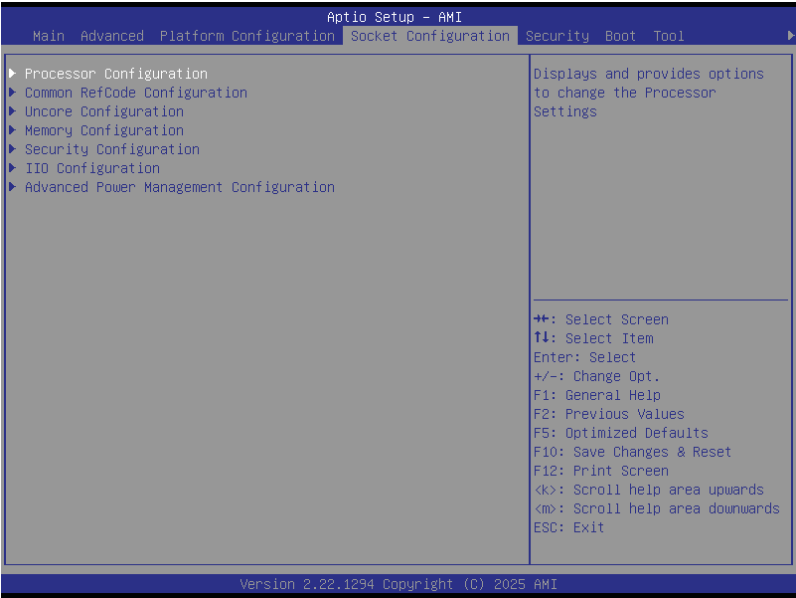 Aptio Setup – AMI
Main Advanced Platform Configuration Socket Configuration Security Boot Tool
Processor Configuration
Common RefCode Configuration
Uncore Configuration
Memory Configuration
Security Configuration
IIO Configuration
Advanced Power Management Configuration
Displays and provides options
to change the Processor
Settings
→←: Select Screen
↑↓: Select Item
Enter: Select
+/-: Change Opt.
F1: General Help
F2: Previous Values
F5: Optimized Defaults
F10: Save Changes & Reset
F12: Print Screen
<k>: Scroll help area upwards
<m>: Scroll help area downwards
ESC: Exit
Version 2.22.1294 Copyright (C) 2025 AMI